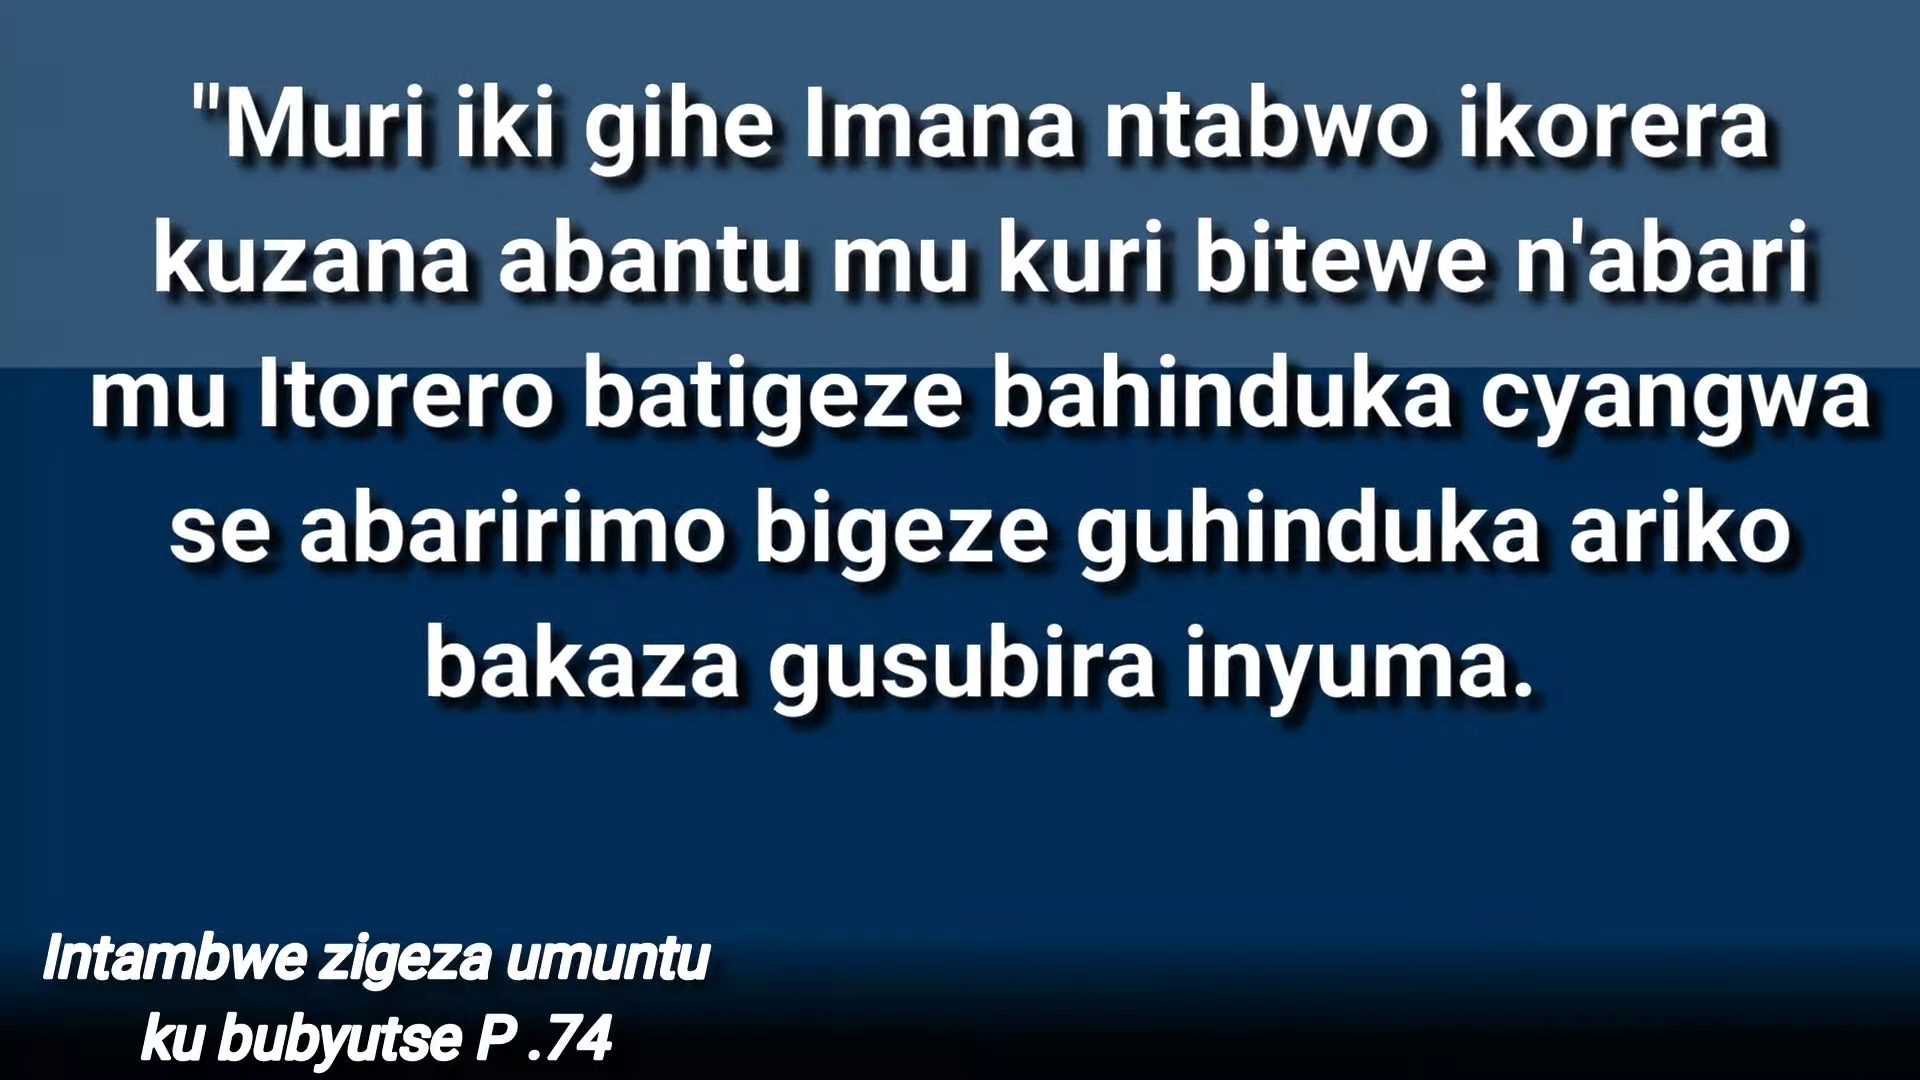 "Muri iki gihe Imana ntabwo ikorera
kuzana abantu mu kuri bitewe n'abari
mu Itorero batigeze bahinduka cyangwa
se abaririmo bigeze guhinduka ariko
bakaza gusubira inyuma.
Intambwe zigeza umuntu
ku bubyutse P .74